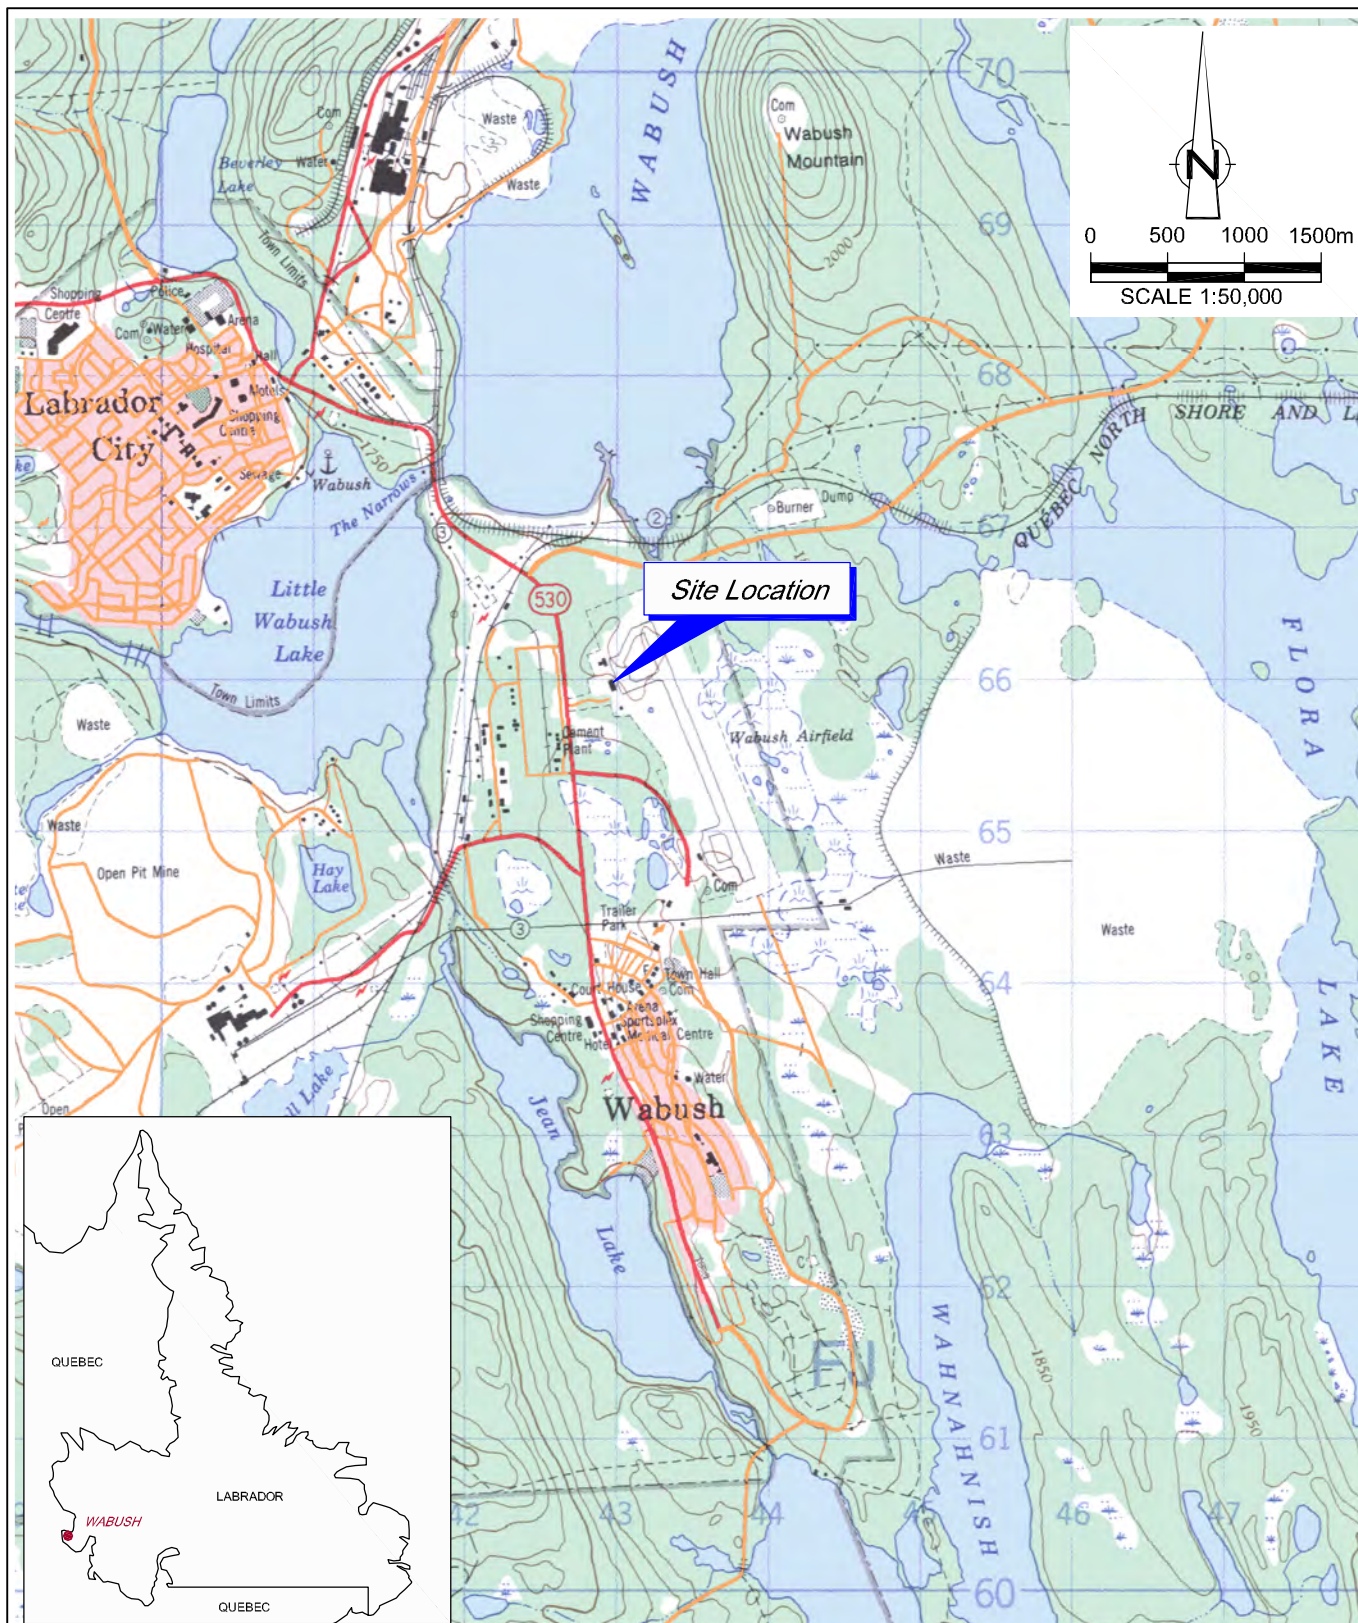 WABUSH
70
Com
Wabush
Mountain
N
0 500 1000 1500m
SCALE 1:50,000
Com
Waste
Beverley
Lake
Water
Waste
69
2000
Town Limits
Shopping
Centre
Police
Arena
Com
Water
Hospital
Hall
Motels
68
Labrador
City
Shopping
Centre
1750
Sewage
Wabush
The Narrows
QUÉBEC NORTH SHORE AND L
3
2
Burner
Dump
67
530
Site Location
Little
Wabush
Lake
Town Limits
66
FLORA
LAKE
Waste
Cement
Plant
Wabush Airfield
Waste
65
Open Pit Mine
Hay
Lake
Waste
Com
Trailer
Park
3
Waste
64
Town Hall
Court House
Com
Arena
Sportsplex
Medical Centre
Shopping
Centre
Hotel
Water
ll Lake
Open
Wabush
Jean
Lake
63
62
WAHNAHNISH
FJ
1850
1950
61
QUEBEC
LABRADOR
WABUSH
QUEBEC
42
43
44
45
46
47
60